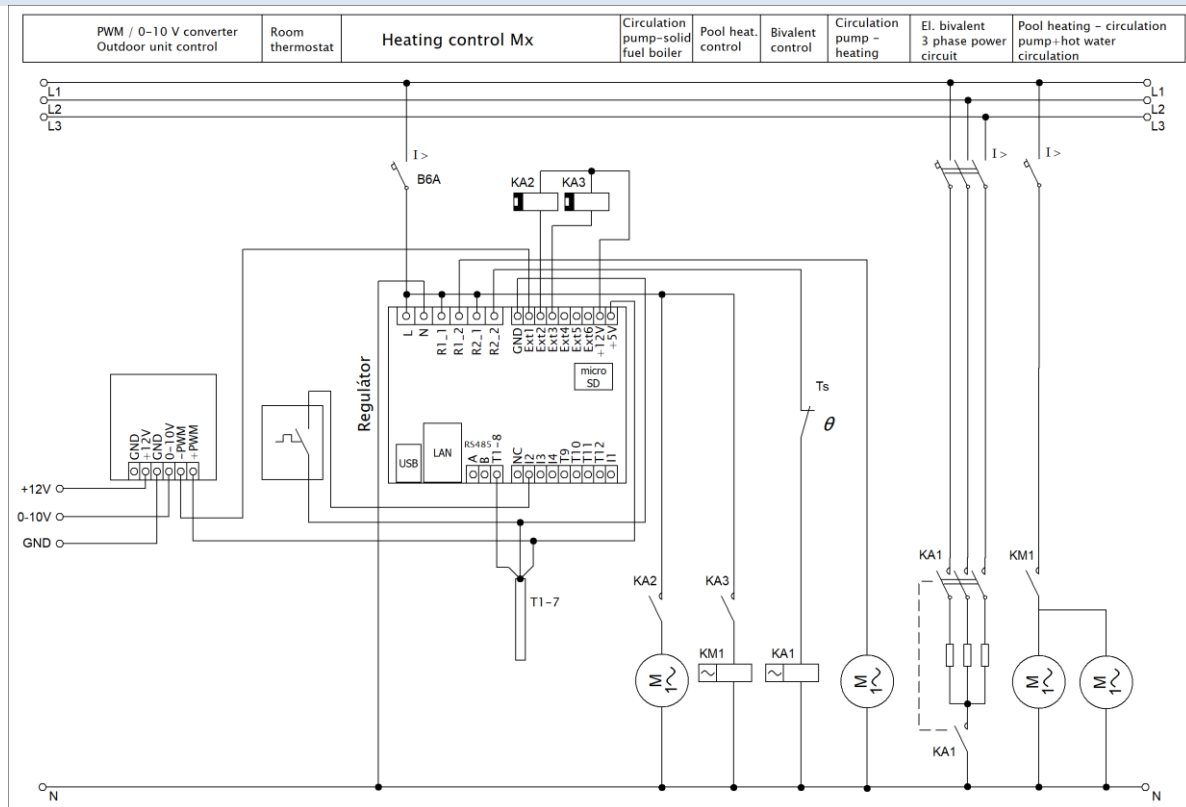 PWM / 0-10 V converter
Outdoor unit control
Room
thermostat
Heating control Mx
Circulation
pump-solid
fuel boiler
Pool heat.
control
Bivalent
control
Circulation
pump -
heating
El. bivalent
3 phase power
circuit
Pool heating - circulation
pump+hot water
circulation
L1
L2
L3
L1
L2
L3
I >
B6A
KA2
KA3
I >
I >
L
N
R1_1
R1_2
R2_1
R2_2
GND
Ext1
Ext2
Ext3
Ext4
Ext5
Ext6
+12V
+5V
Regulátor
micro
SD
Ts
θ
GND
+12V
GND
0-10V
-PWM
+PWM
USB
LAN
RS485
A
B
T1-8
NC
I2
I3
I4
T9
T10
T11
T12
I1
+12V
0-10V
GND
T1-7
KA2
KA3
KA1
KM1
KM1
KA1
M
1
M
1
M
1
M
1
KA1
N
N